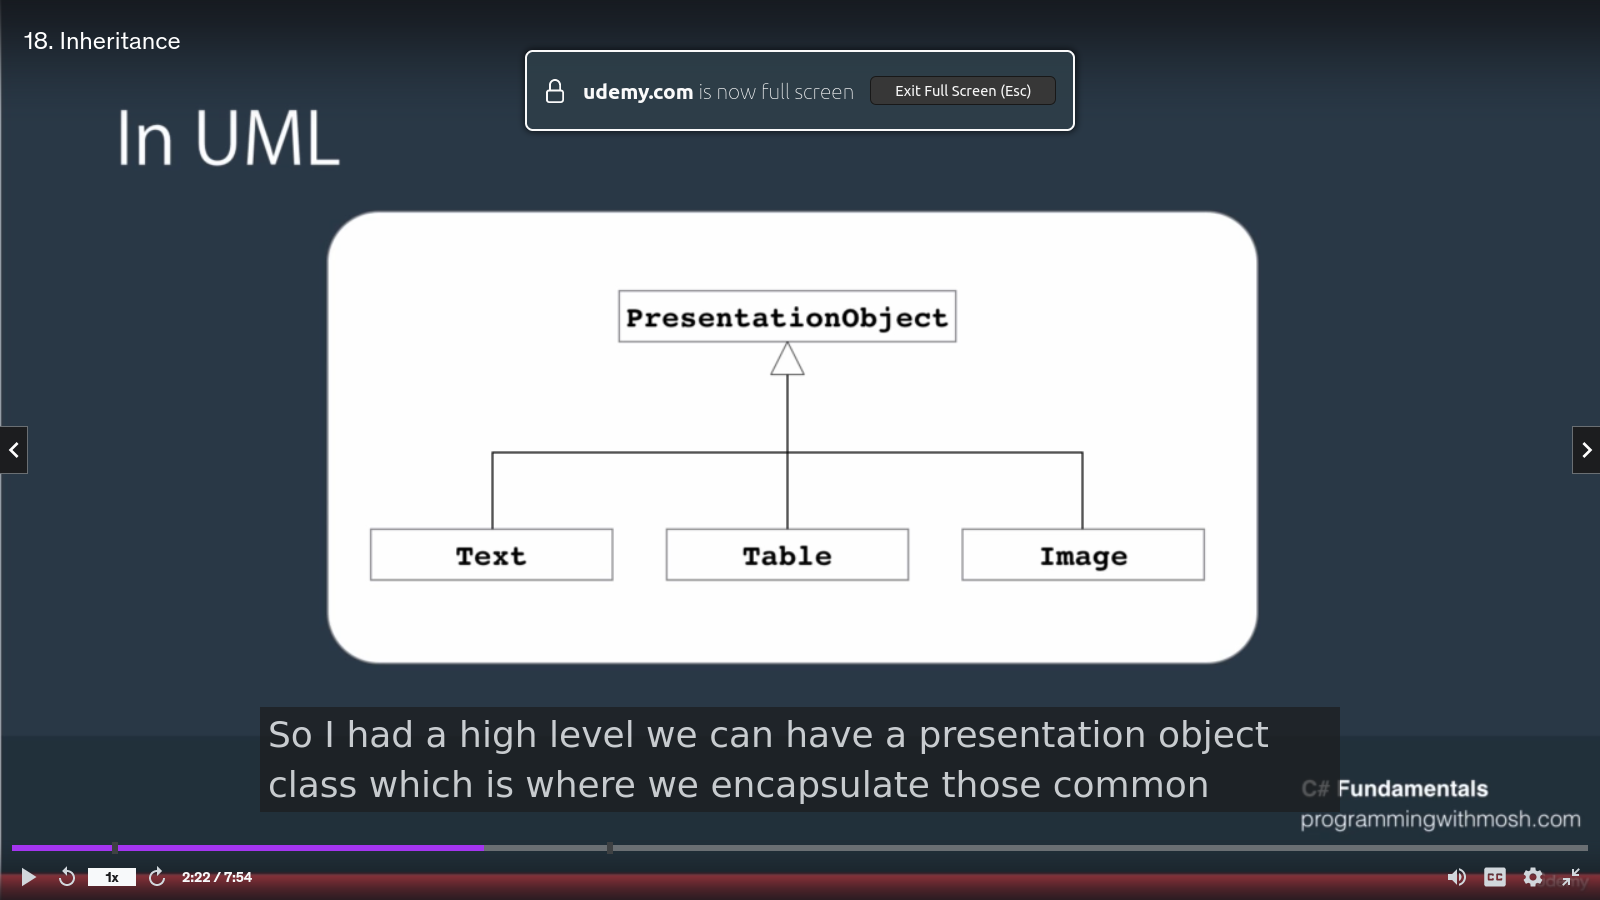 18. Inheritance
udemy.com is now full screen
Exit Full Screen (Esc)
In UML
PresentationObject
Text
Table
Image
So I had a high level we can have a presentation object
class which is where we encapsulate those common
C# Fundamentals
programmingwithmosh.com
1x
2:22 / 7:54
CC